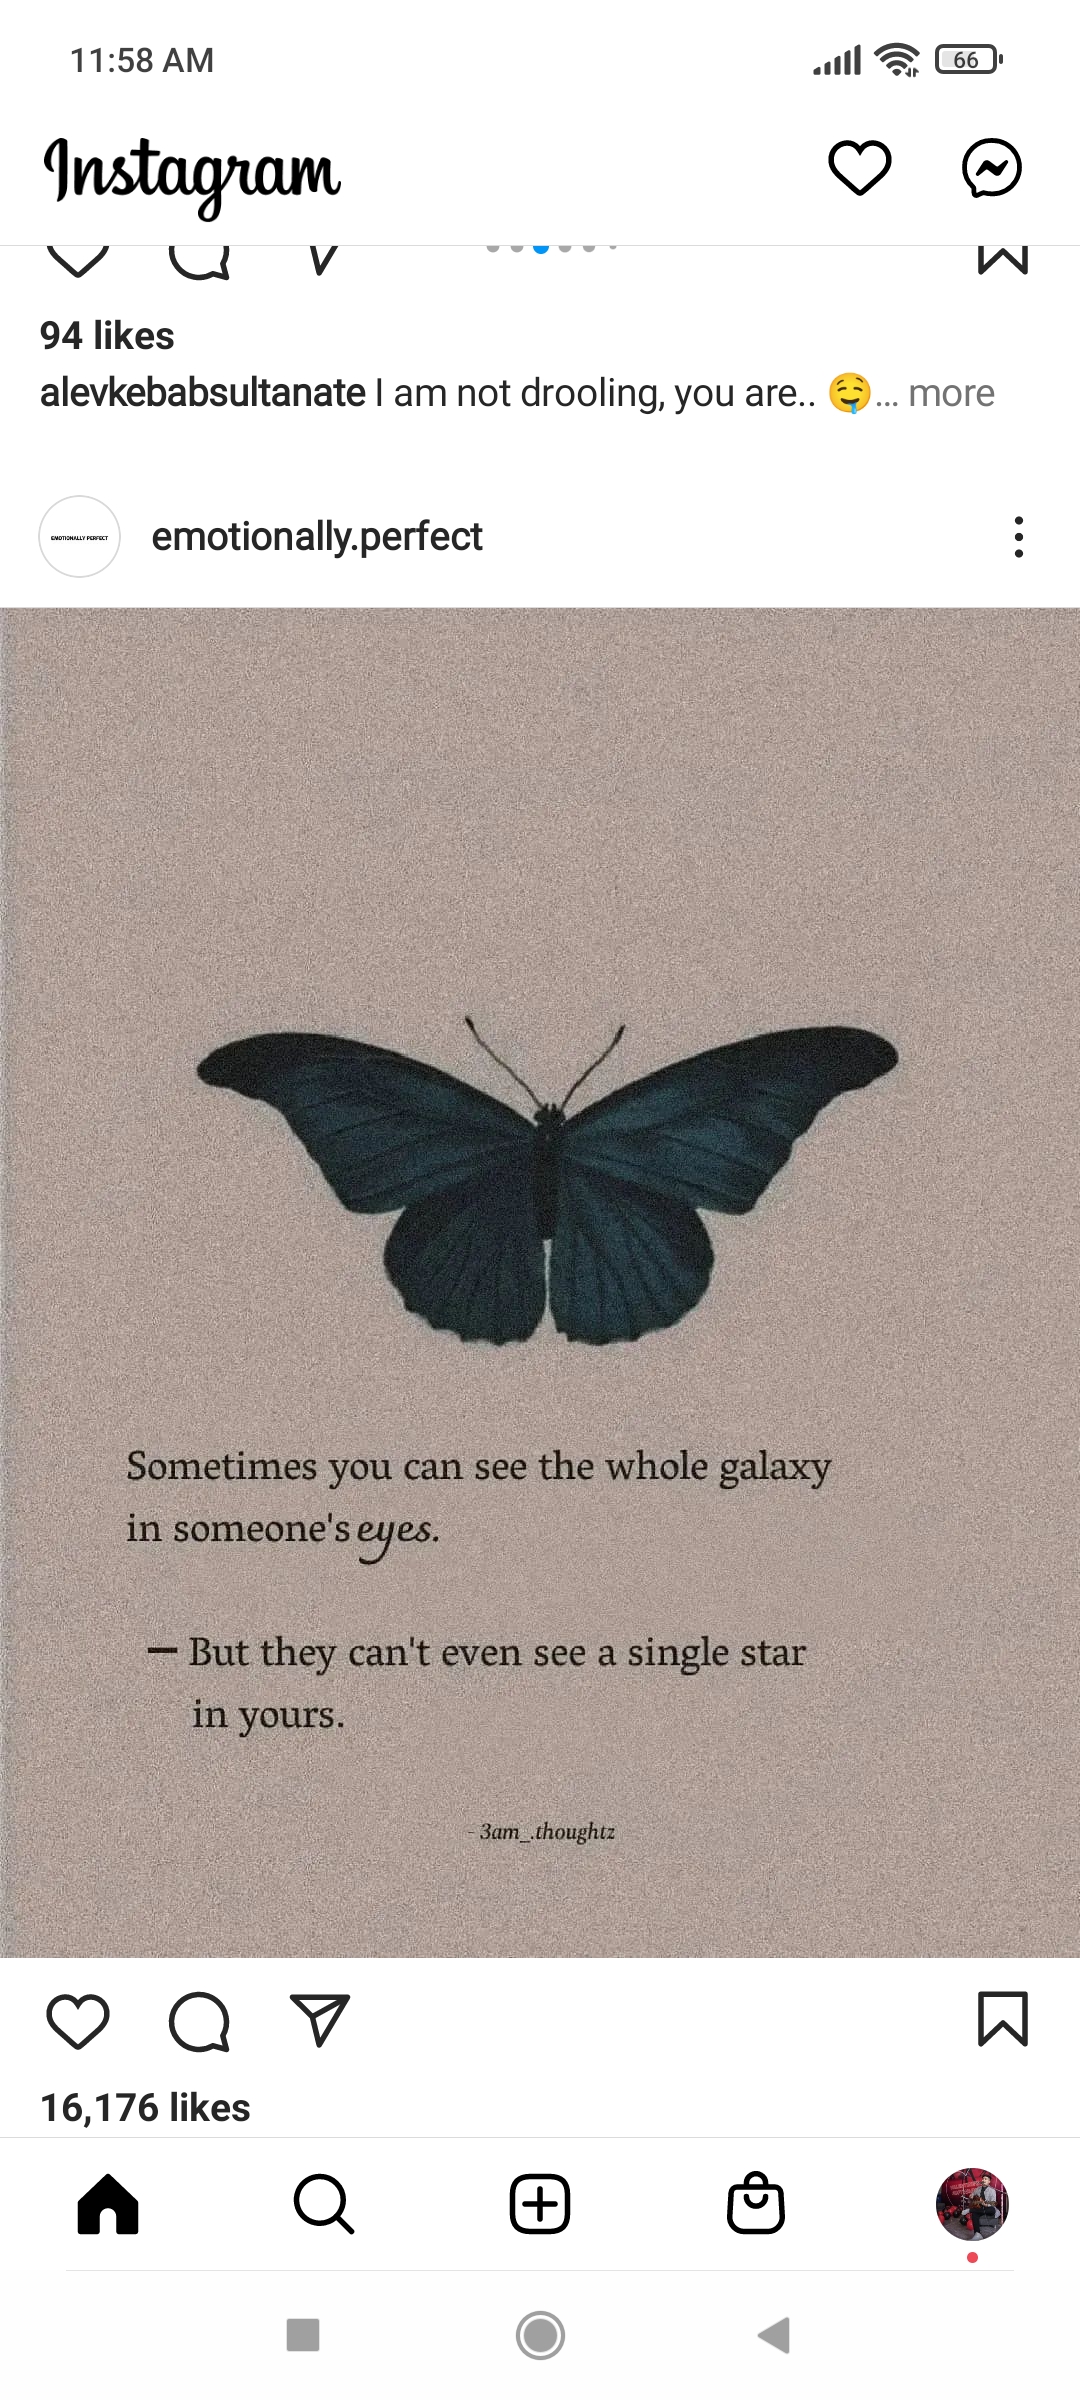 11:58 AM
66
Instagram
94 likes
alevkebabsultanate I am not drooling, you are.. 🤤... more
EMOTIONALLY PERFECT
emotionally.perfect
Sometimes you can see the whole galaxy
in someone's eyes.
— But they can't even see a single star
in yours.
- 3am_.thoughtz
16,176 likes